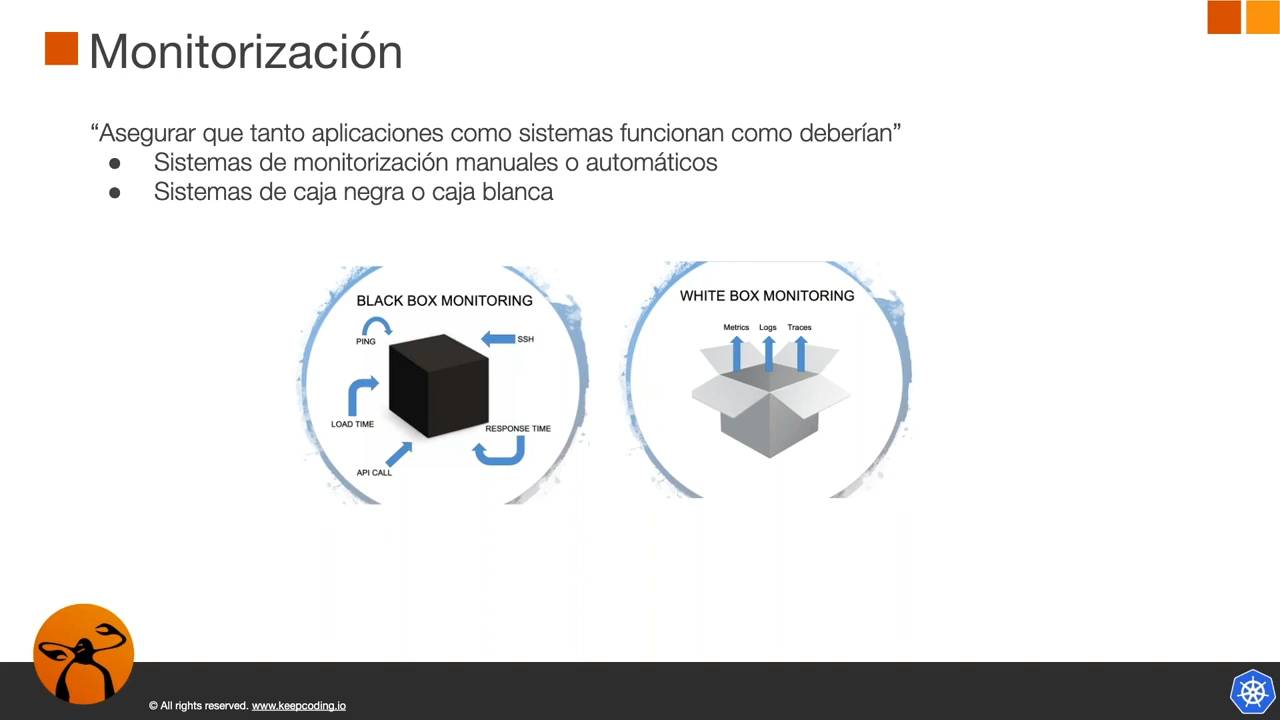 Monitorización
“Asegurar que tanto aplicaciones como sistemas funcionan como deberían”
● Sistemas de monitorización manuales o automáticos
● Sistemas de caja negra o caja blanca
BLACK BOX MONITORING
PING
SSH
LOAD TIME
RESPONSE TIME
API CALL
WHITE BOX MONITORING
Metrics Logs Traces
© All rights reserved. www.keepcoding.io